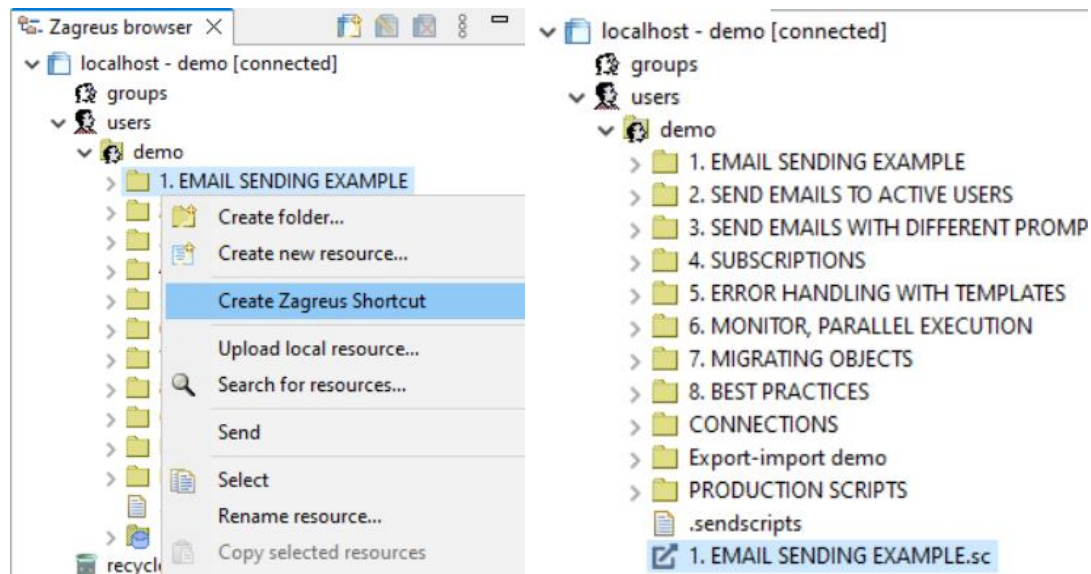 Zagreus browser
localhost - demo [connected]
groups
users
demo
1. EMAIL SENDING EXAMPLE
Create folder...
Create new resource...
Create Zagreus Shortcut
Upload local resource...
Search for resources...
Send
Select
Rename resource...
Copy selected resources
localhost - demo [connected]
groups
users
demo
1. EMAIL SENDING EXAMPLE
2. SEND EMAILS TO ACTIVE USERS
3. SEND EMAILS WITH DIFFERENT PROMP
4. SUBSCRIPTIONS
5. ERROR HANDLING WITH TEMPLATES
6. MONITOR, PARALLEL EXECUTION
7. MIGRATING OBJECTS
8. BEST PRACTICES
CONNECTIONS
Export-import demo
PRODUCTION SCRIPTS
.sendscripts
1. EMAIL SENDING EXAMPLE.sc